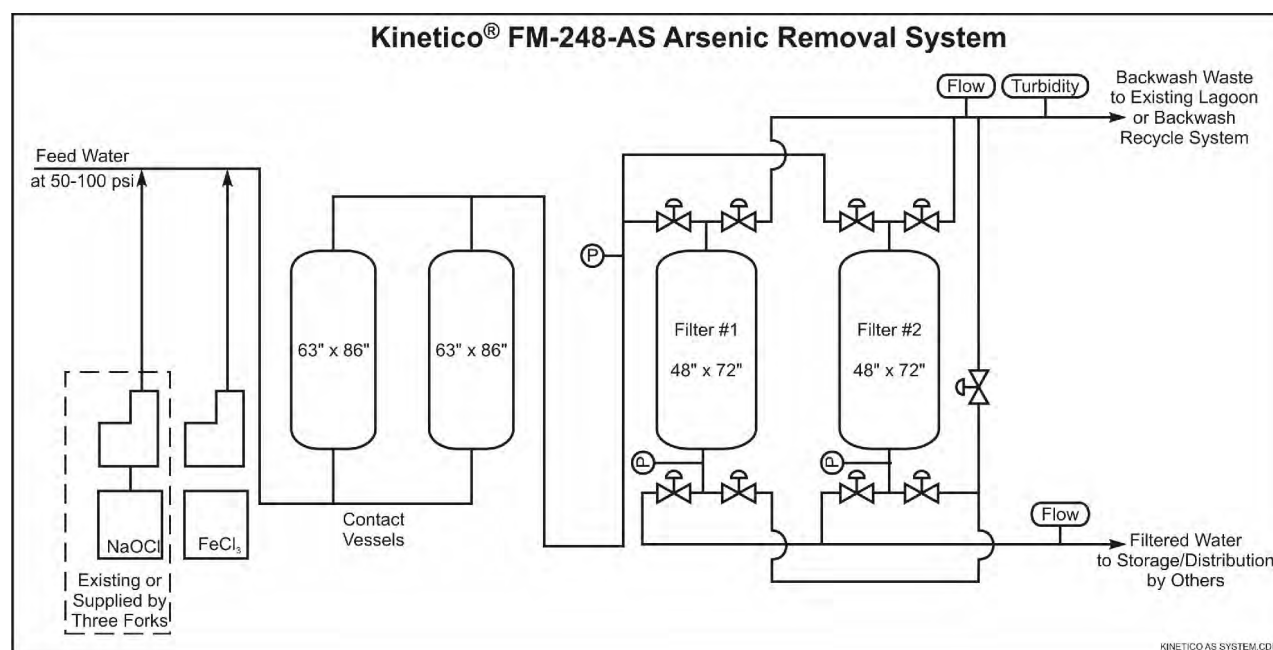 Kinetico® FM-248-AS Arsenic Removal System
Flow
Turbidity
Backwash Waste
to Existing Lagoon
or Backwash
Recycle System
Feed Water
at 50-100 psi
P
63" x 86"
63" x 86"
Filter #1
48" x 72"
Filter #2
48" x 72"
P
P
NaOCl
FeCl₃
Contact
Vessels
Existing or
Supplied by
Three Forks
Flow
Filtered Water
to Storage/Distribution
by Others
KINETICO AS SYSTEM.CD